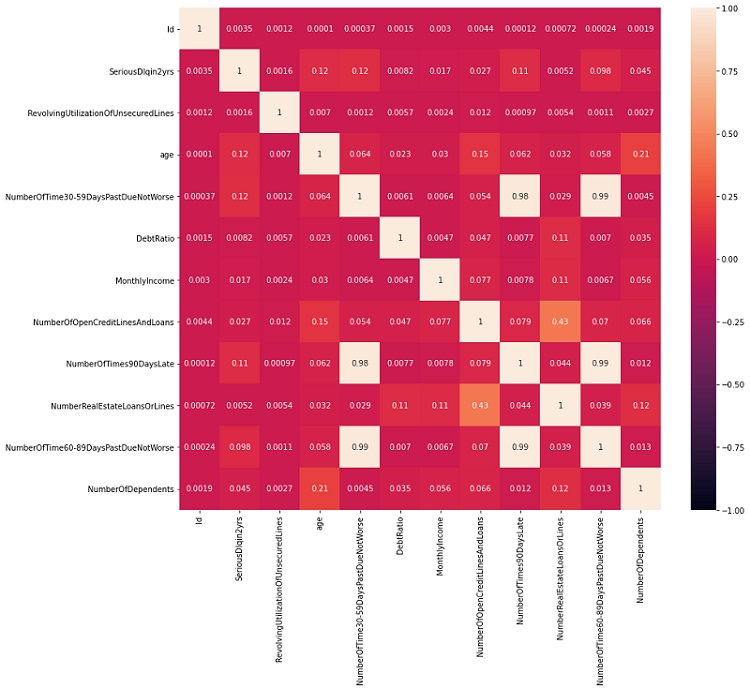 Id 1 0.0035 0.0012 0.0001 0.00037 0.0015 0.003 0.0044 0.00012 0.00072 0.00024 0.0019
SeriousDlqin2yrs 0.0035 1 0.0016 0.12 0.12 0.0082 0.017 0.027 0.11 0.0052 0.098 0.045
RevolvingUtilizationOfUnsecuredLines 0.0012 0.0016 1 0.007 0.0012 0.0057 0.0024 0.012 0.00097 0.0054 0.0011 0.0027
age 0.0001 0.12 0.007 1 0.064 0.023 0.03 0.15 0.062 0.032 0.058 0.21
NumberOfTime30-59DaysPastDueNotWorse 0.00037 0.12 0.0012 0.064 1 0.0061 0.0064 0.054 0.98 0.029 0.99 0.0045
DebtRatio 0.0015 0.0082 0.0057 0.023 0.0061 1 0.0047 0.047 0.0077 0.11 0.007 0.035
MonthlyIncome 0.003 0.017 0.0024 0.03 0.0064 0.0047 1 0.077 0.0078 0.11 0.0067 0.056
NumberOfOpenCreditLinesAndLoans 0.0044 0.027 0.012 0.15 0.054 0.047 0.077 1 0.079 0.43 0.07 0.066
NumberOfTimes90DaysLate 0.00012 0.11 0.00097 0.062 0.98 0.0077 0.0078 0.079 1 0.044 0.99 0.012
NumberRealEstateLoansOrLines 0.00072 0.0052 0.0054 0.032 0.029 0.11 0.11 0.43 0.044 1 0.039 0.12
NumberOfTime60-89DaysPastDueNotWorse 0.00024 0.098 0.0011 0.058 0.99 0.007 0.0067 0.07 0.99 0.039 1 0.013
NumberOfDependents 0.0019 0.045 0.0027 0.21 0.0045 0.035 0.056 0.066 0.012 0.12 0.013 1
Id
SeriousDlqin2yrs
RevolvingUtilizationOfUnsecuredLines
age
NumberOfTime30-59DaysPastDueNotWorse
DebtRatio
MonthlyIncome
NumberOfOpenCreditLinesAndLoans
NumberOfTimes90DaysLate
NumberRealEstateLoansOrLines
NumberOfTime60-89DaysPastDueNotWorse
NumberOfDependents
1.00
0.75
0.50
0.25
0.00
−0.25
−0.50
−0.75
−1.00